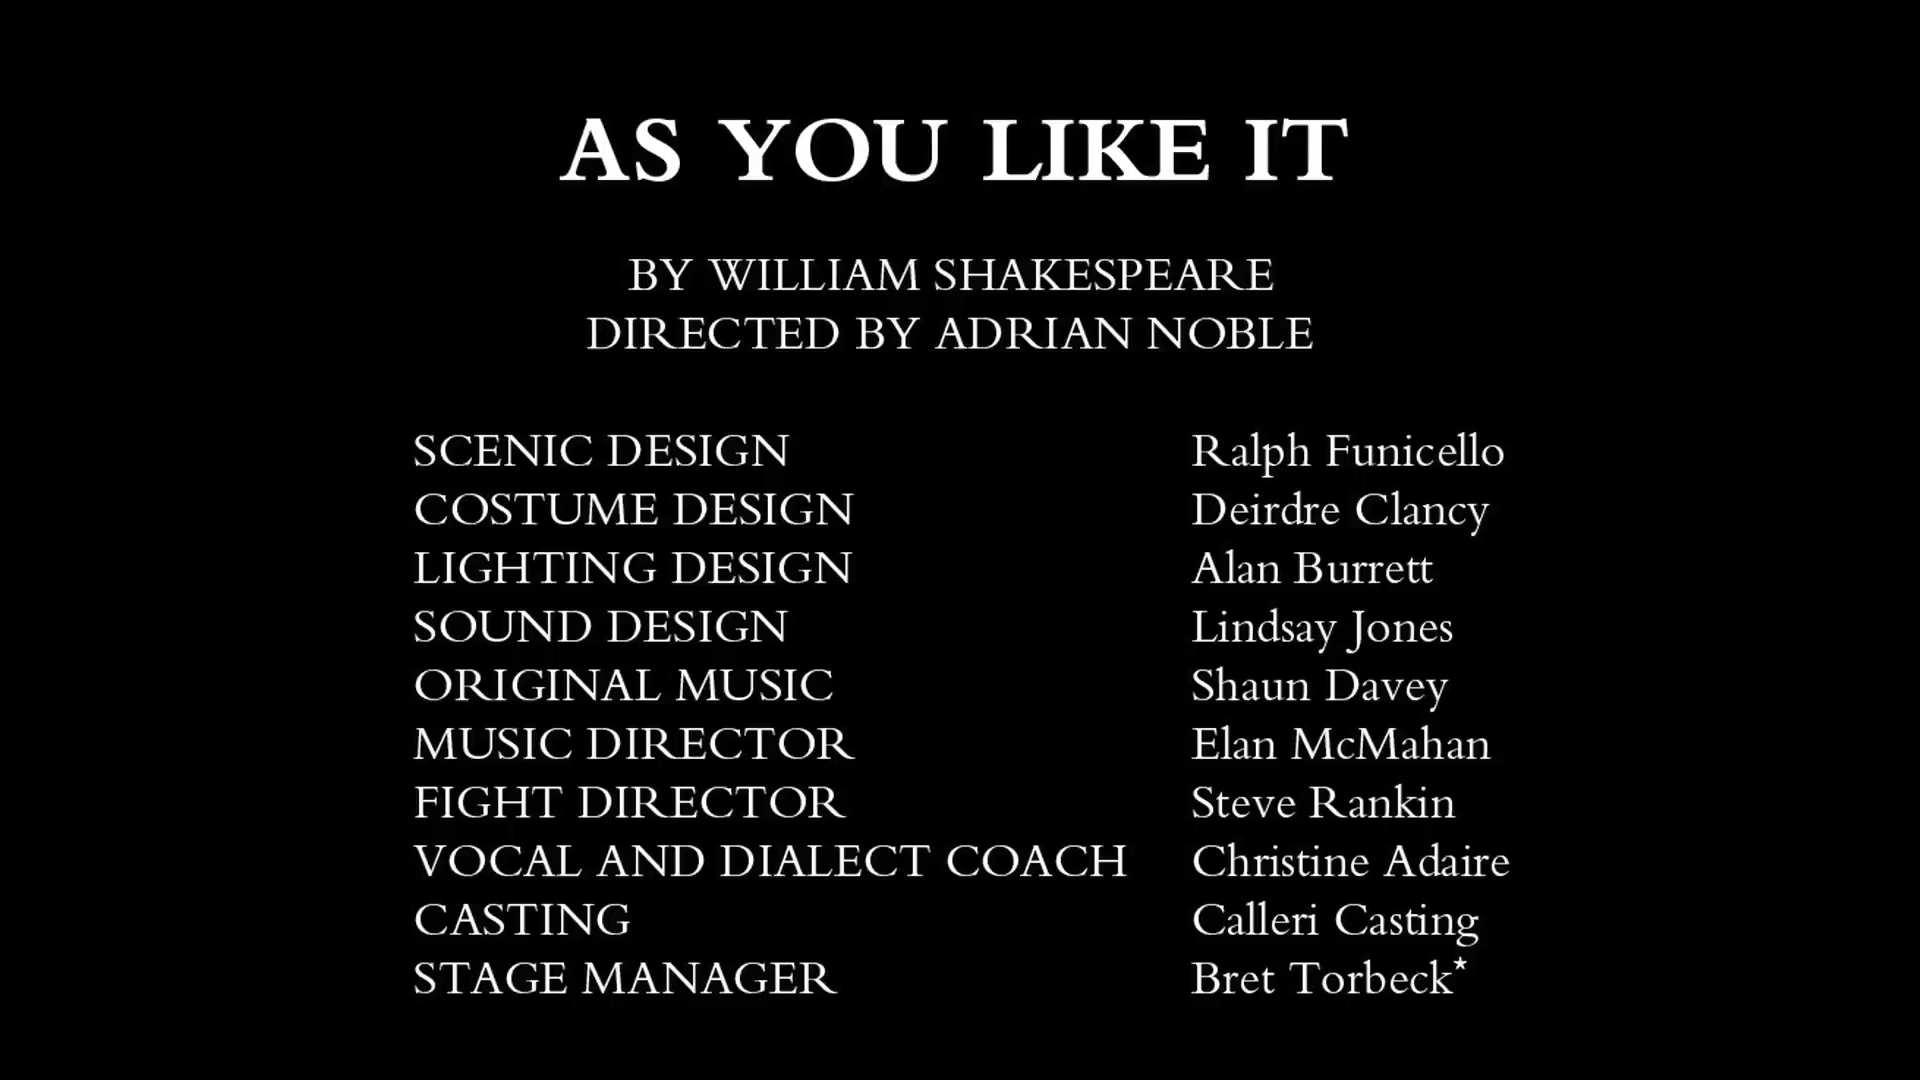 AS YOU LIKE IT
BY WILLIAM SHAKESPEARE
DIRECTED BY ADRIAN NOBLE
SCENIC DESIGN Ralph Funicello
COSTUME DESIGN Deirdre Clancy
LIGHTING DESIGN Alan Burrett
SOUND DESIGN Lindsay Jones
ORIGINAL MUSIC Shaun Davey
MUSIC DIRECTOR Elan McMahan
FIGHT DIRECTOR Steve Rankin
VOCAL AND DIALECT COACH Christine Adaire
CASTING Calleri Casting
STAGE MANAGER Bret Torbeck*